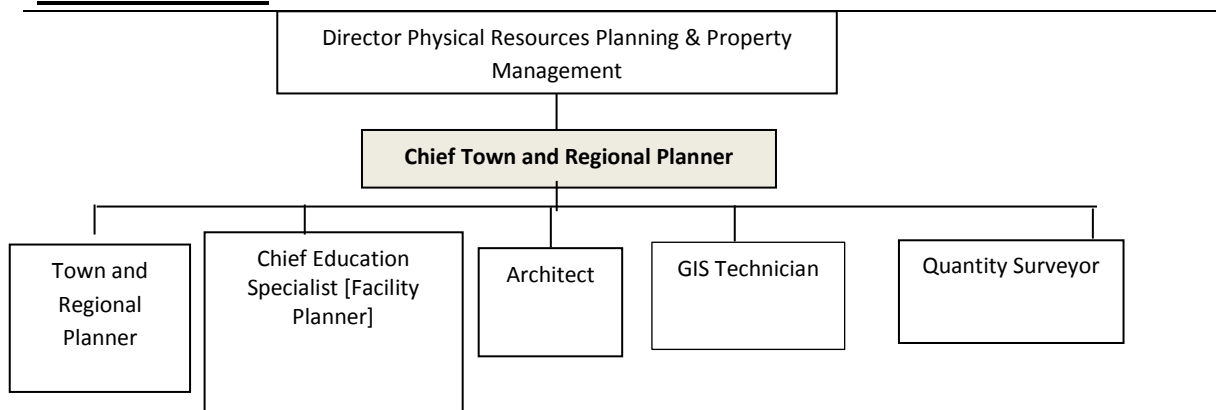 Director Physical Resources Planning & Property
Management
Chief Town and Regional Planner
Town and
Regional
Planner
Chief Education
Specialist [Facility
Planner]
Architect
GIS Technician
Quantity Surveyor